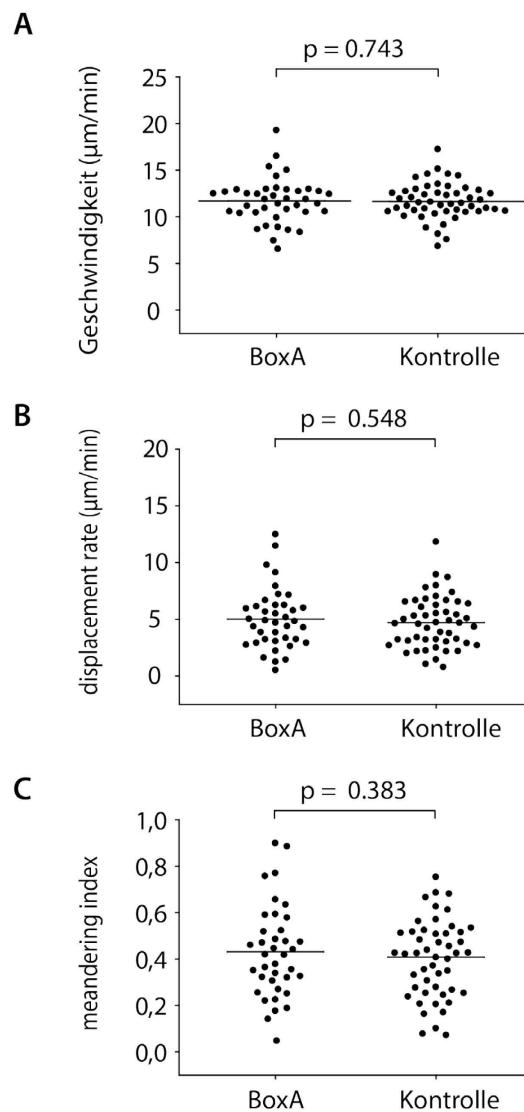 A
p = 0.743
Geschwindigkeit (µm/min)
25
20
15
10
5
0
BoxA Kontrolle
B
p = 0.548
displacement rate (µm/min)
20
15
10
5
0
BoxA Kontrolle
C
p = 0.383
meandering index
1,0
0,8
0,6
0,4
0,2
0,0
BoxA Kontrolle